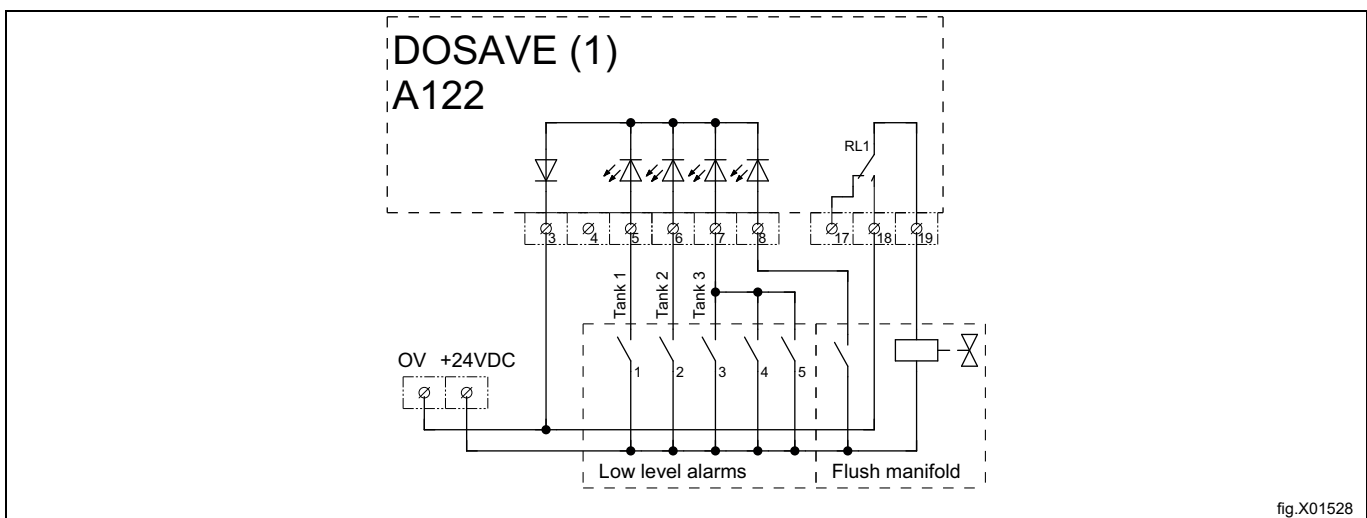 DOSAVE (1)
A122
RL1
3 4 5 6 7 8 17 18 19
Tank 1
Tank 2
Tank 3
OV +24VDC
1 2 3 4 5
Low level alarms Flush manifold
fig.X01528